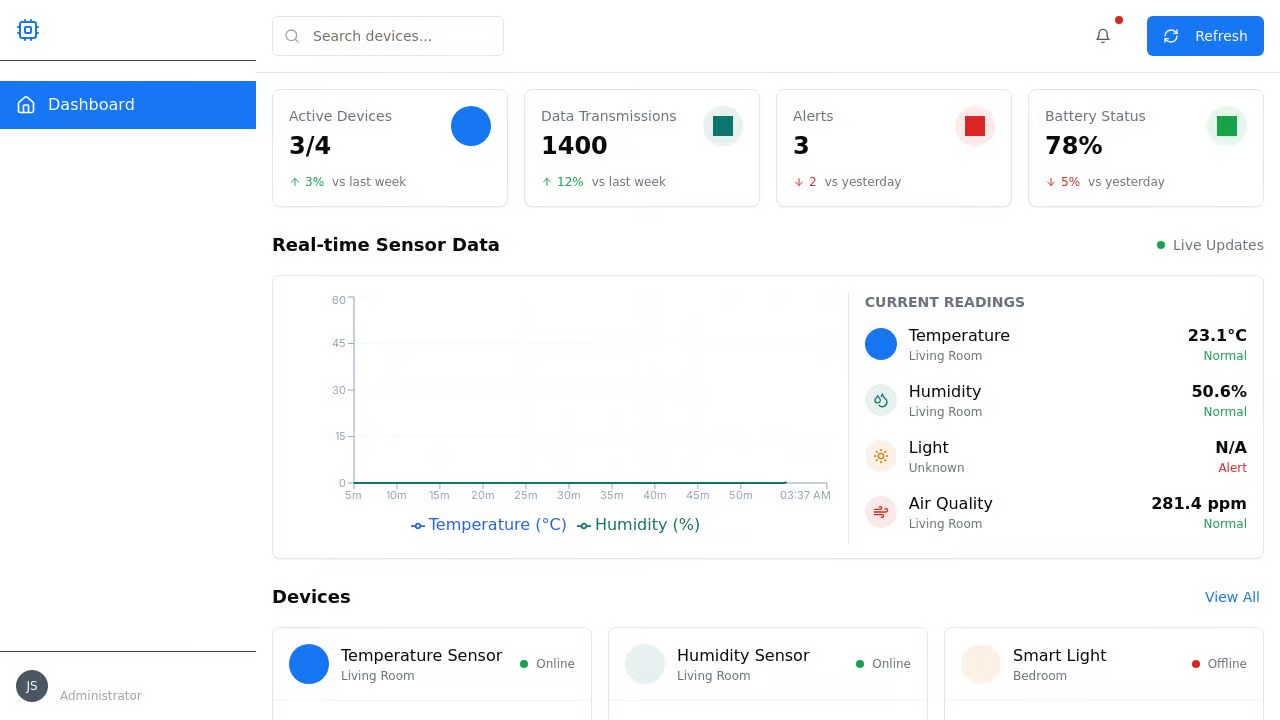 Search devices...
Refresh
Dashboard
Active Devices
3/4
3% vs last week
Data Transmissions
1400
12% vs last week
Alerts
3
2 vs yesterday
Battery Status
78%
5% vs yesterday
Real-time Sensor Data
Live Updates
60
45
30
15
0
5m 10m 15m 20m 25m 30m 35m 40m 45m 50m 03:37 AM
Temperature (°C) Humidity (%)
CURRENT READINGS
Temperature 23.1°C
Living Room Normal
Humidity 50.6%
Living Room Normal
Light N/A
Unknown Alert
Air Quality 281.4 ppm
Living Room Normal
Devices
View All
Temperature Sensor
Living Room
Online
Humidity Sensor
Living Room
Online
Smart Light
Bedroom
Offline
JS
Administrator